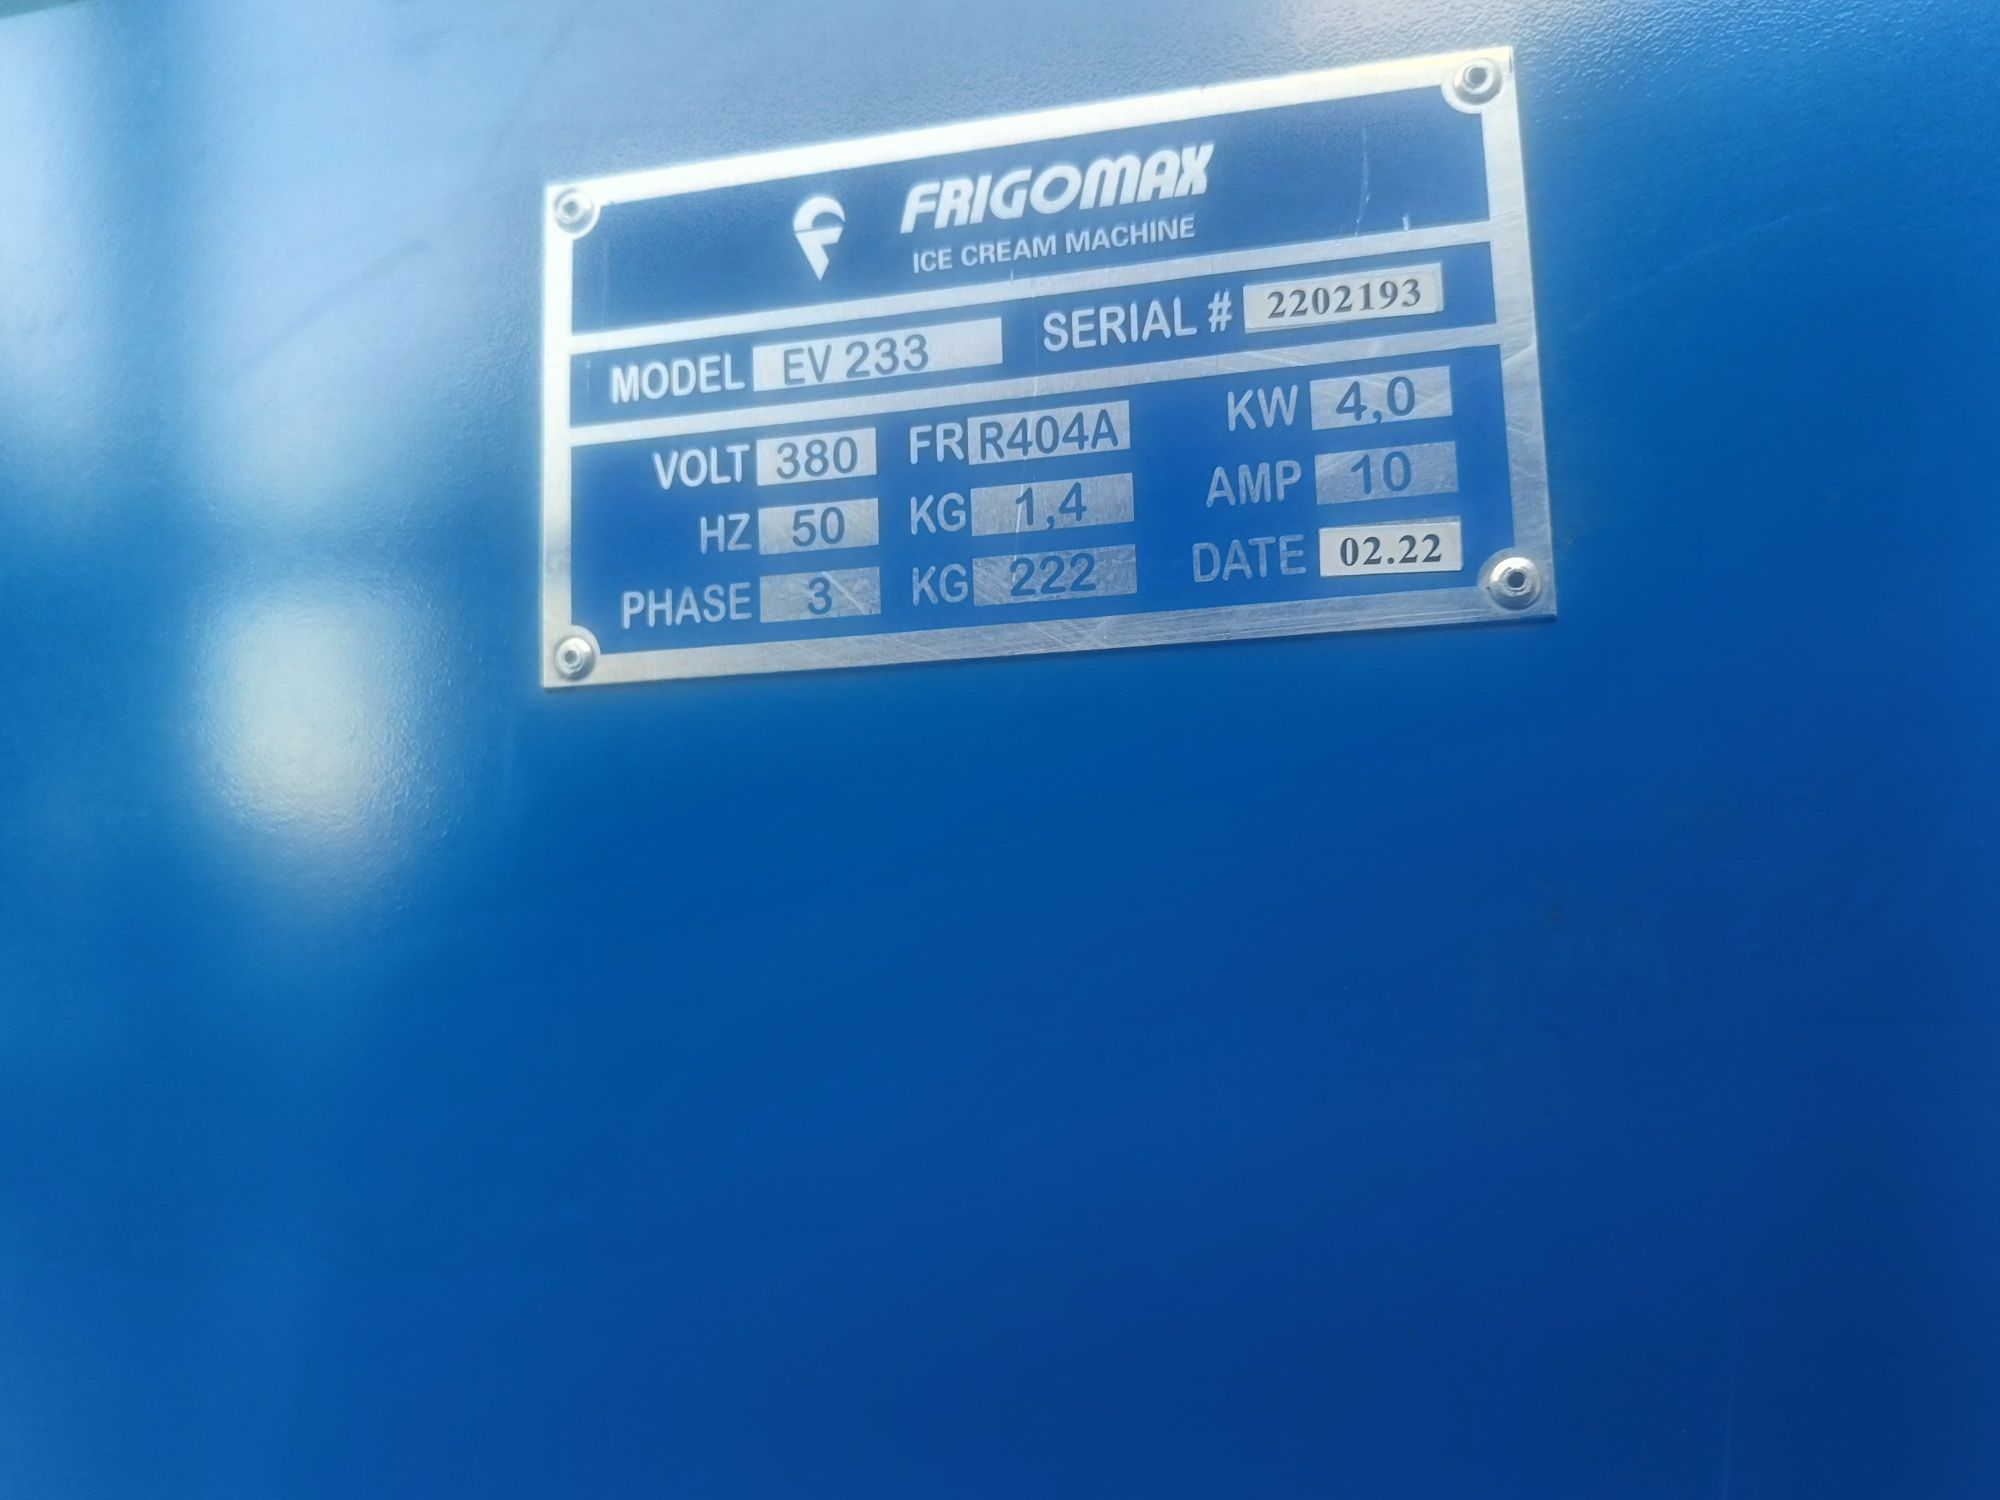 FRIGOMAX
ICE CREAM MACHINE
MODEL EV 233 SERIAL # 2202193
VOLT 380 FR R404A KW 4,0
HZ 50 KG 1,4 AMP 10
PHASE 3 KG 222 DATE 02.22